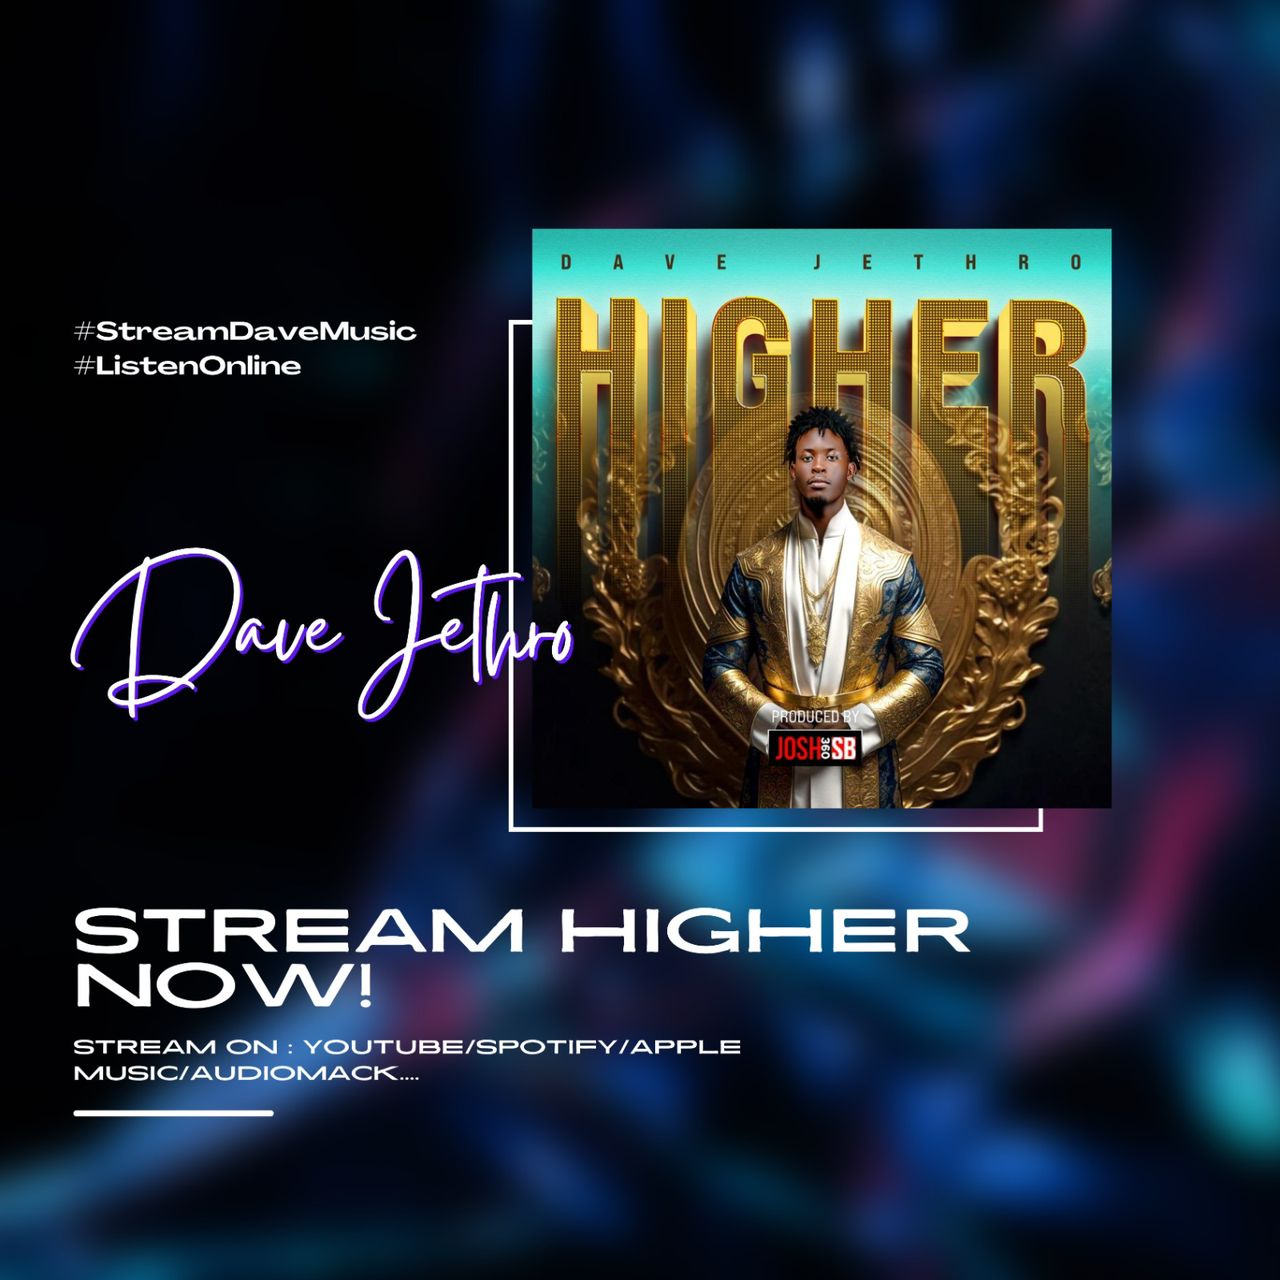 #StreamDaveMusic
#ListenOnline
DAVE JETHRO
HIGHER
PRODUCED BY
JOSH 360 SB
Dave Jethro
STREAM HIGHER
NOW!
STREAM ON : YOUTUBE/SPOTIFY/APPLE
MUSIC/AUDIOMACK....